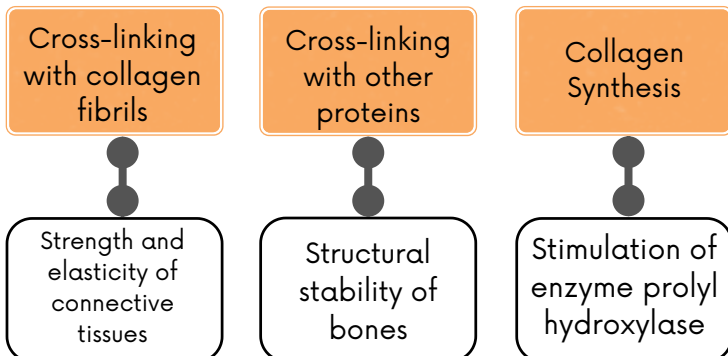 Cross-linking
with collagen
fibrils
Cross-linking
with other
proteins
Collagen
Synthesis
Strength and
elasticity of
connective
tissues
Structural
stability of
bones
Stimulation of
enzyme prolyl
hydroxylase